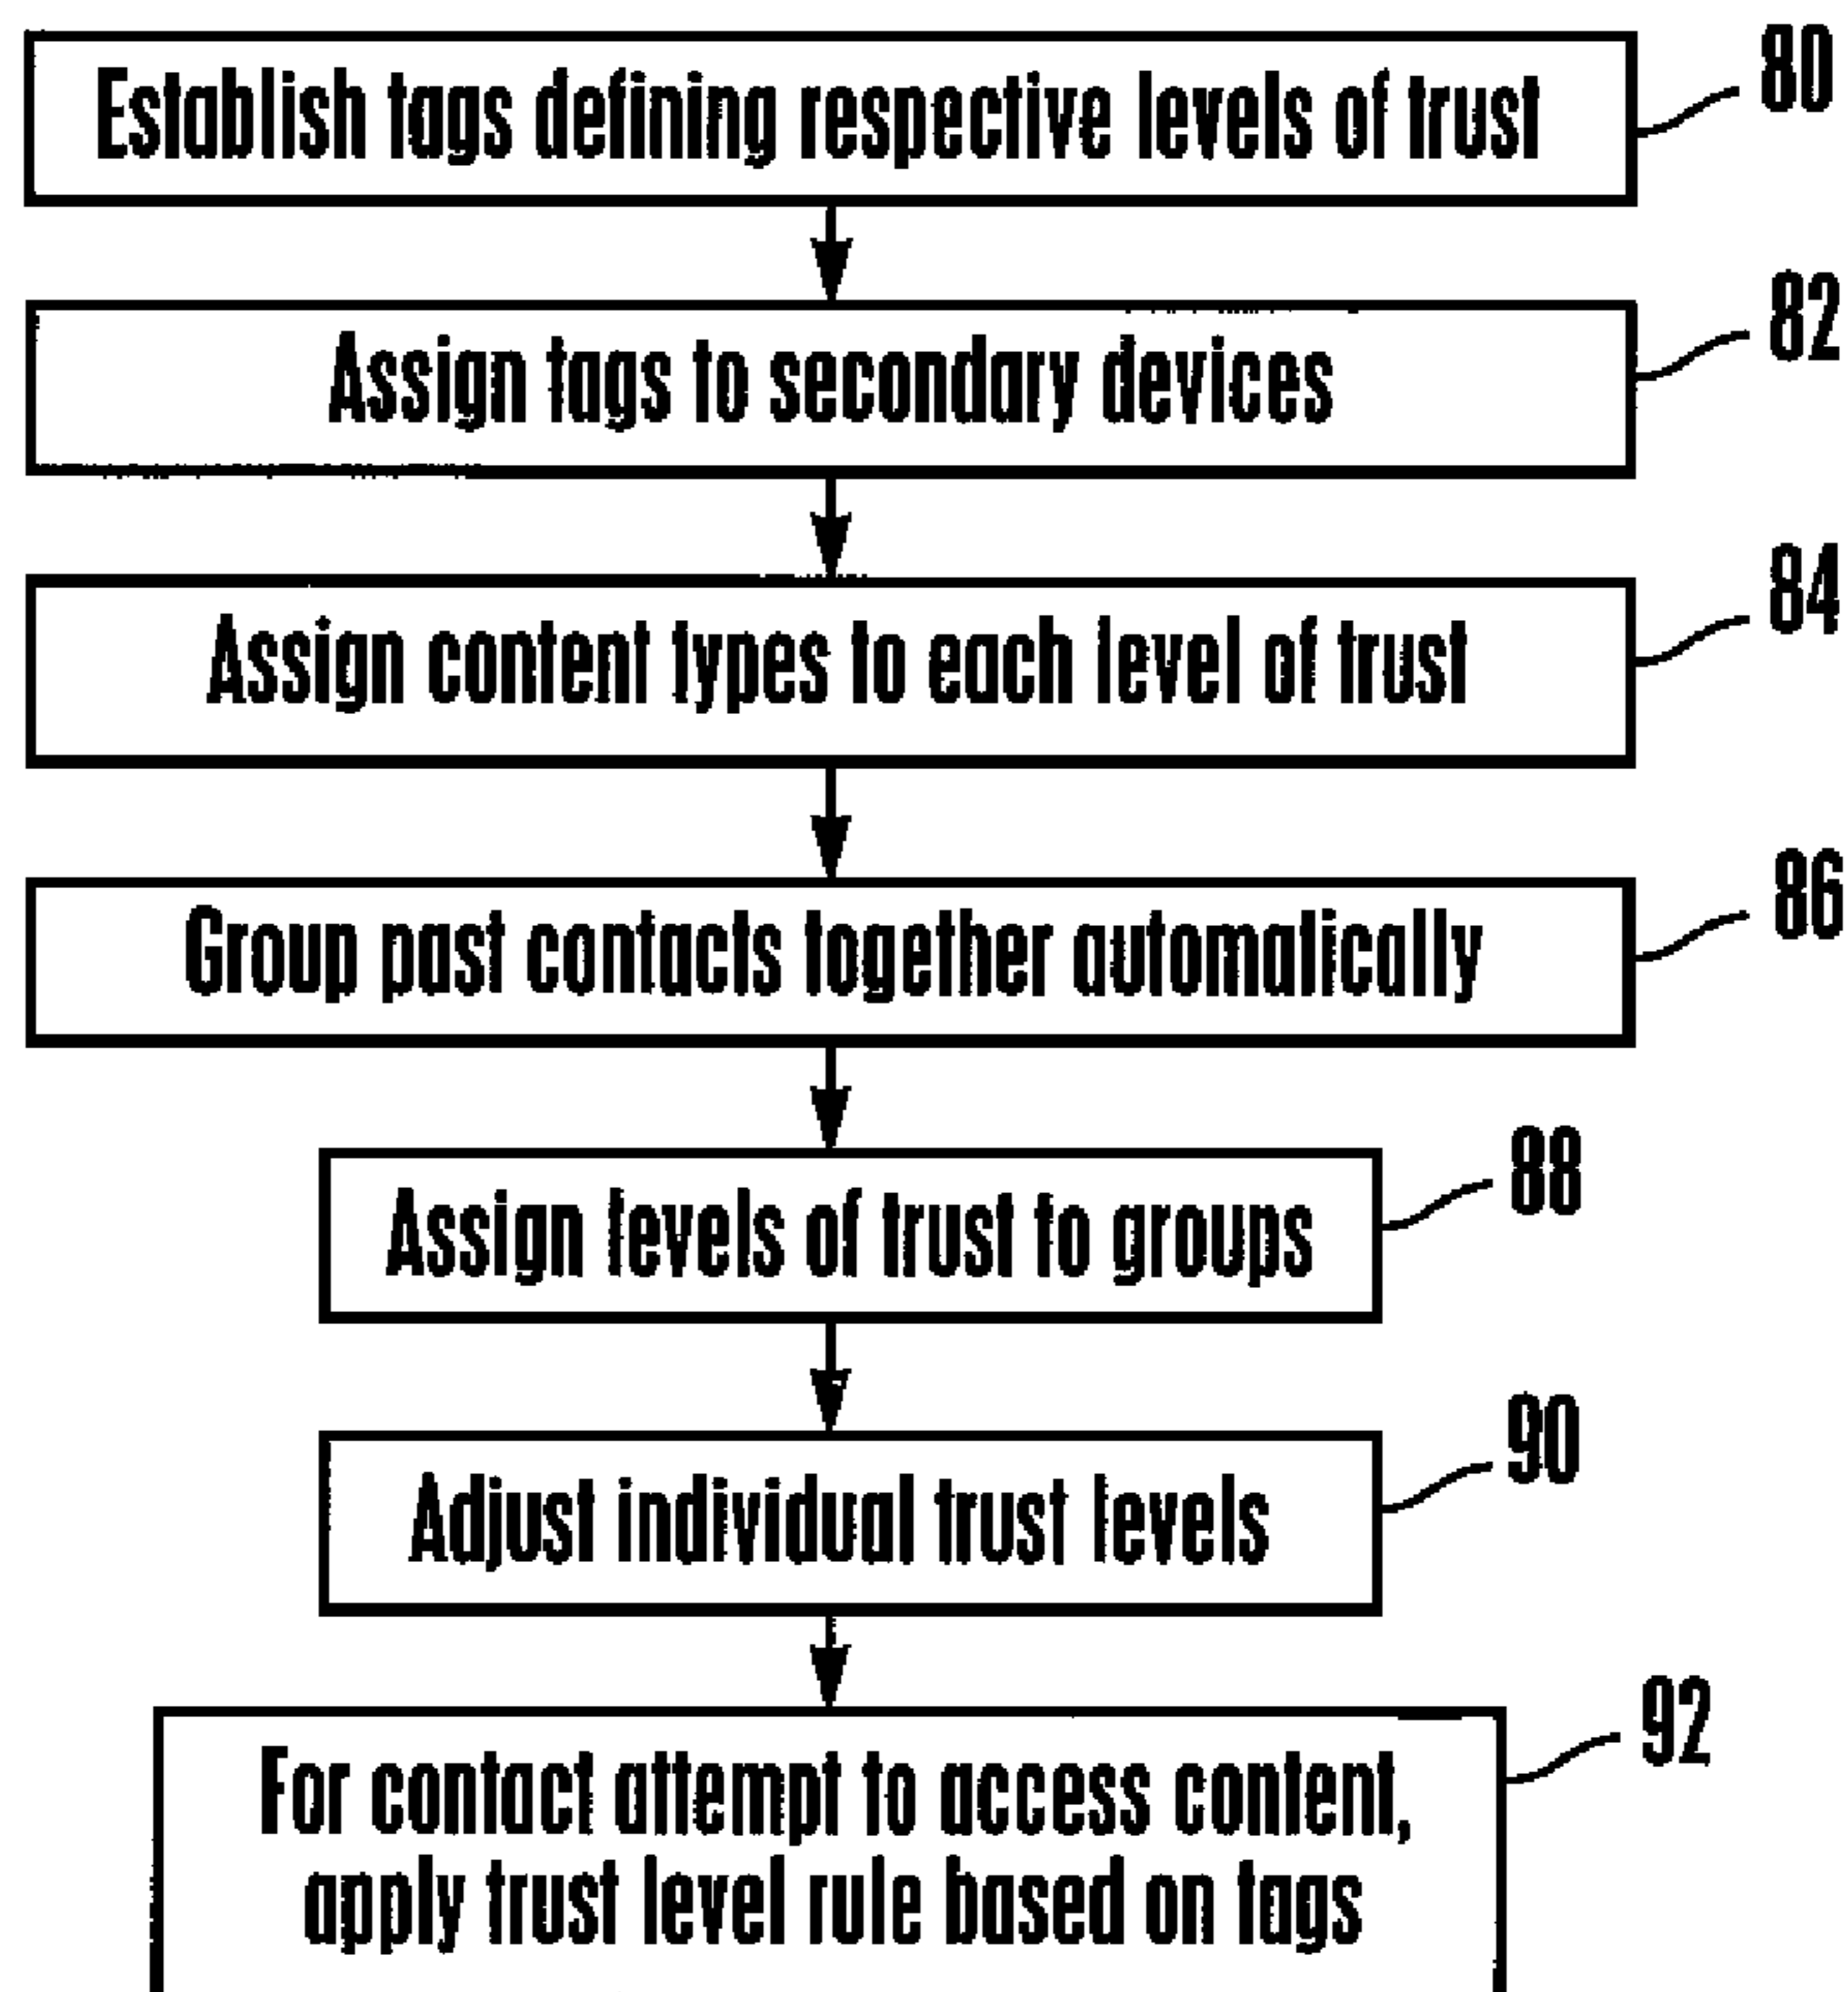 Establish tags defining respective levels of trust
80
Assign tags to secondary devices
82
Assign content types to each level of trust
84
Group past contacts together automatically
86
Assign levels of trust to groups
88
Adjust individual trust levels
90
For contact attempt to access content,
apply trust level rule based on tags
92